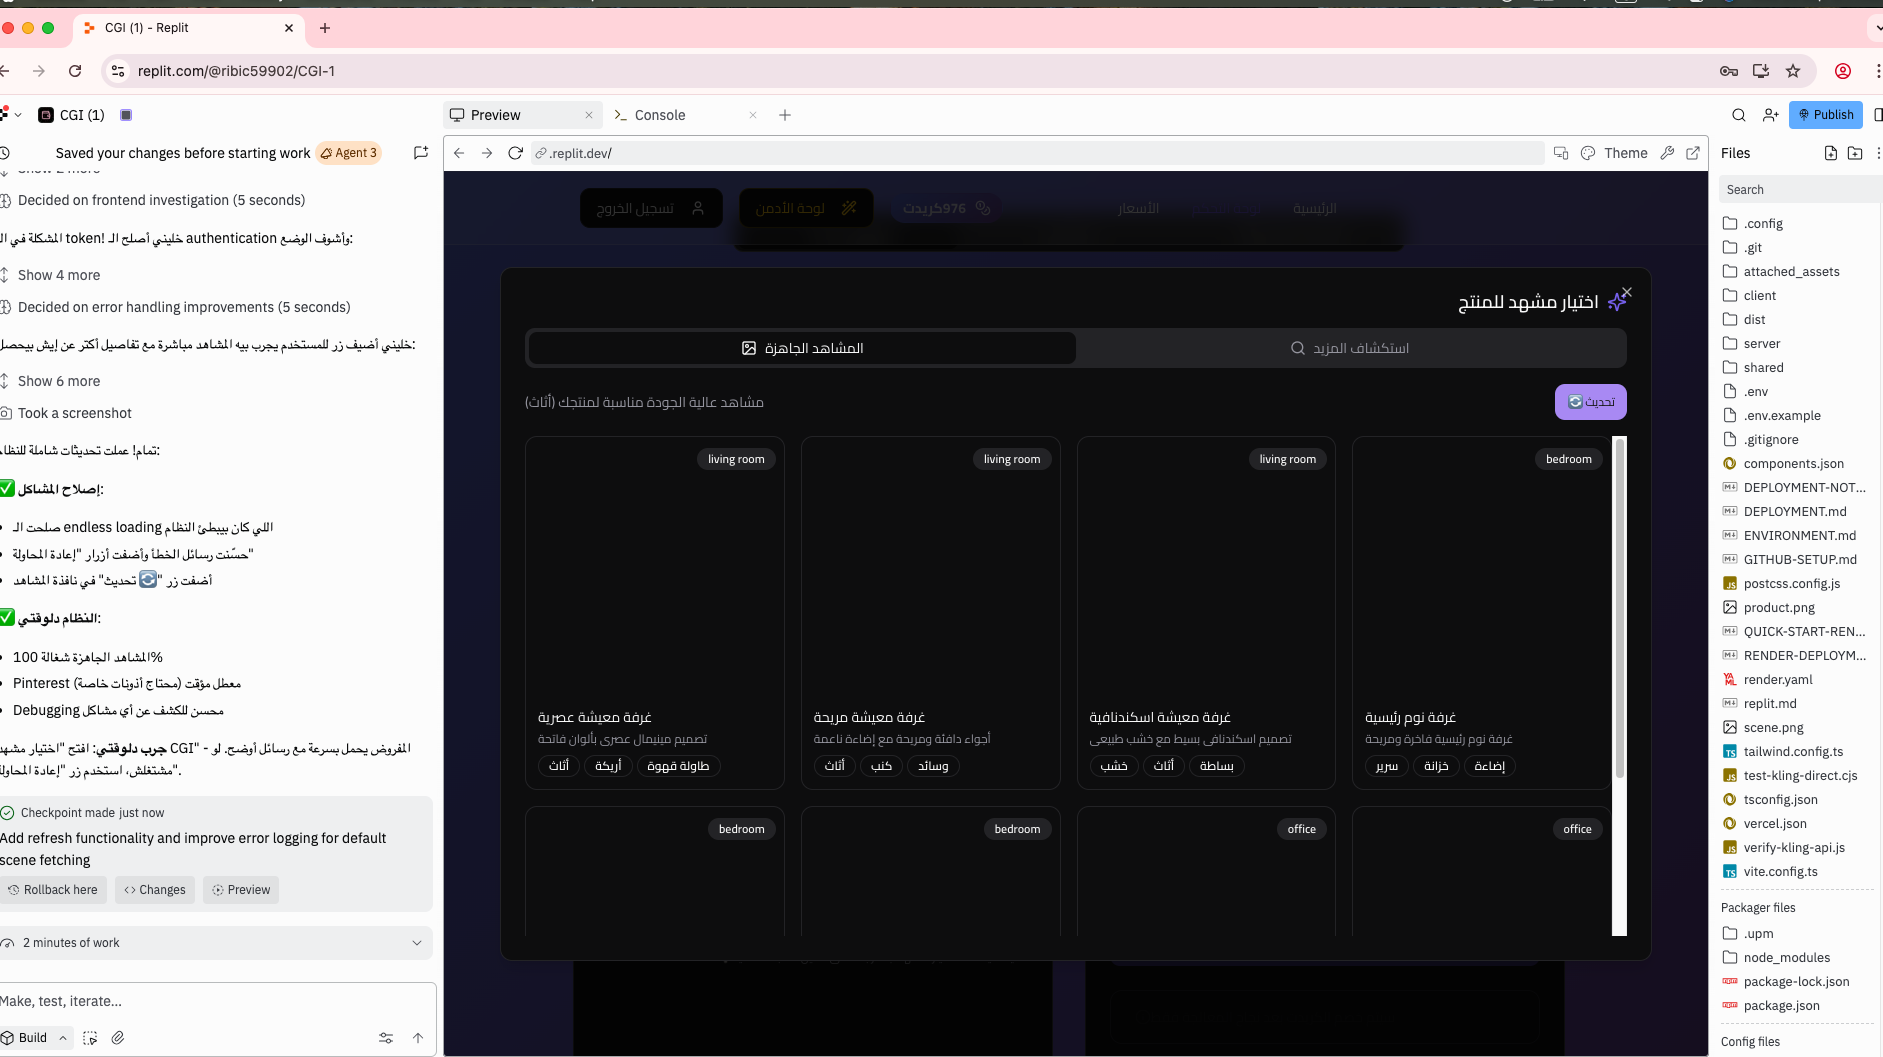 CGI (1) - Replit
replit.com/@ribic59902/CGI-1
CGI (1)
Saved your changes before starting work
Agent 3
Decided on frontend investigation (5 seconds)
المشكلة في الـ token! خليني أصلح الـ authentication وأشوف الوضع:
Show 4 more
Decided on error handling improvements (5 seconds)
خليني أضيف زر للمستخدم يجرب بيه المشاهد مباشرة مع تفاصيل أكتر عن إيش بيحصل:
Show 6 more
Took a screenshot
تمام! عملت تحديثات شاملة للنظام:
✅ إصلاح المشاكل:
صلحت الـ endless loading اللي كان بيبطئ النظام
حسّنت رسائل الخطأ وأضفت أزرار "إعادة المحاولة"
أضفت زر "🔄 تحديث" في نافذة المشاهد
✅ النظام دلوقتي:
المشاهد الجاهزة شغالة 100%
Pinterest معطل مؤقت (محتاج أذونات خاصة)
Debugging محسن للكشف عن أي مشاكل
جرب دلوقتي: افتح "اختيار مشهد CGI" - المفروض يحمل بسرعة مع رسائل أوضح. لو
مشتغلش، استخدم زر "إعادة المحاولة".
Checkpoint made just now
Add refresh functionality and improve error logging for default
scene fetching
Rollback here
Changes
Preview
2 minutes of work
Make, test, iterate...
Build
Preview
Console
.replit.dev/
Theme
الرئيسية
الأسعار
976كريدت
لوحة الأدمن
تسجيل الخروج
اختيار مشهد للمنتج
استكشاف المزيد
المشاهد الجاهزة
تحديث 🔄
مشاهد عالية الجودة مناسبة لمنتجك (أثاث)
living room
غرفة معيشة عصرية
تصميم مينيمال عصري بألوان فاتحة
أثاث
أريكة
طاولة قهوة
living room
غرفة معيشة مريحة
أجواء دافئة ومريحة مع إضاءة ناعمة
أثاث
كنب
وسائد
living room
غرفة معيشة اسكندنافية
تصميم اسكندنافي بسيط مع خشب طبيعي
خشب
أثاث
بساطة
bedroom
غرفة نوم رئيسية
غرفة نوم رئيسية فاخرة ومريحة
سرير
خزانة
إضاءة
bedroom
bedroom
office
office
Publish
Files
Search
.config
.git
attached_assets
client
dist
server
shared
.env
.env.example
.gitignore
components.json
DEPLOYMENT-NOT...
DEPLOYMENT.md
ENVIRONMENT.md
GITHUB-SETUP.md
postcss.config.js
product.png
QUICK-START-REN...
RENDER-DEPLOYM...
render.yaml
replit.md
scene.png
tailwind.config.ts
test-kling-direct.cjs
tsconfig.json
vercel.json
verify-kling-api.js
vite.config.ts
Packager files
.upm
node_modules
package-lock.json
package.json
Config files